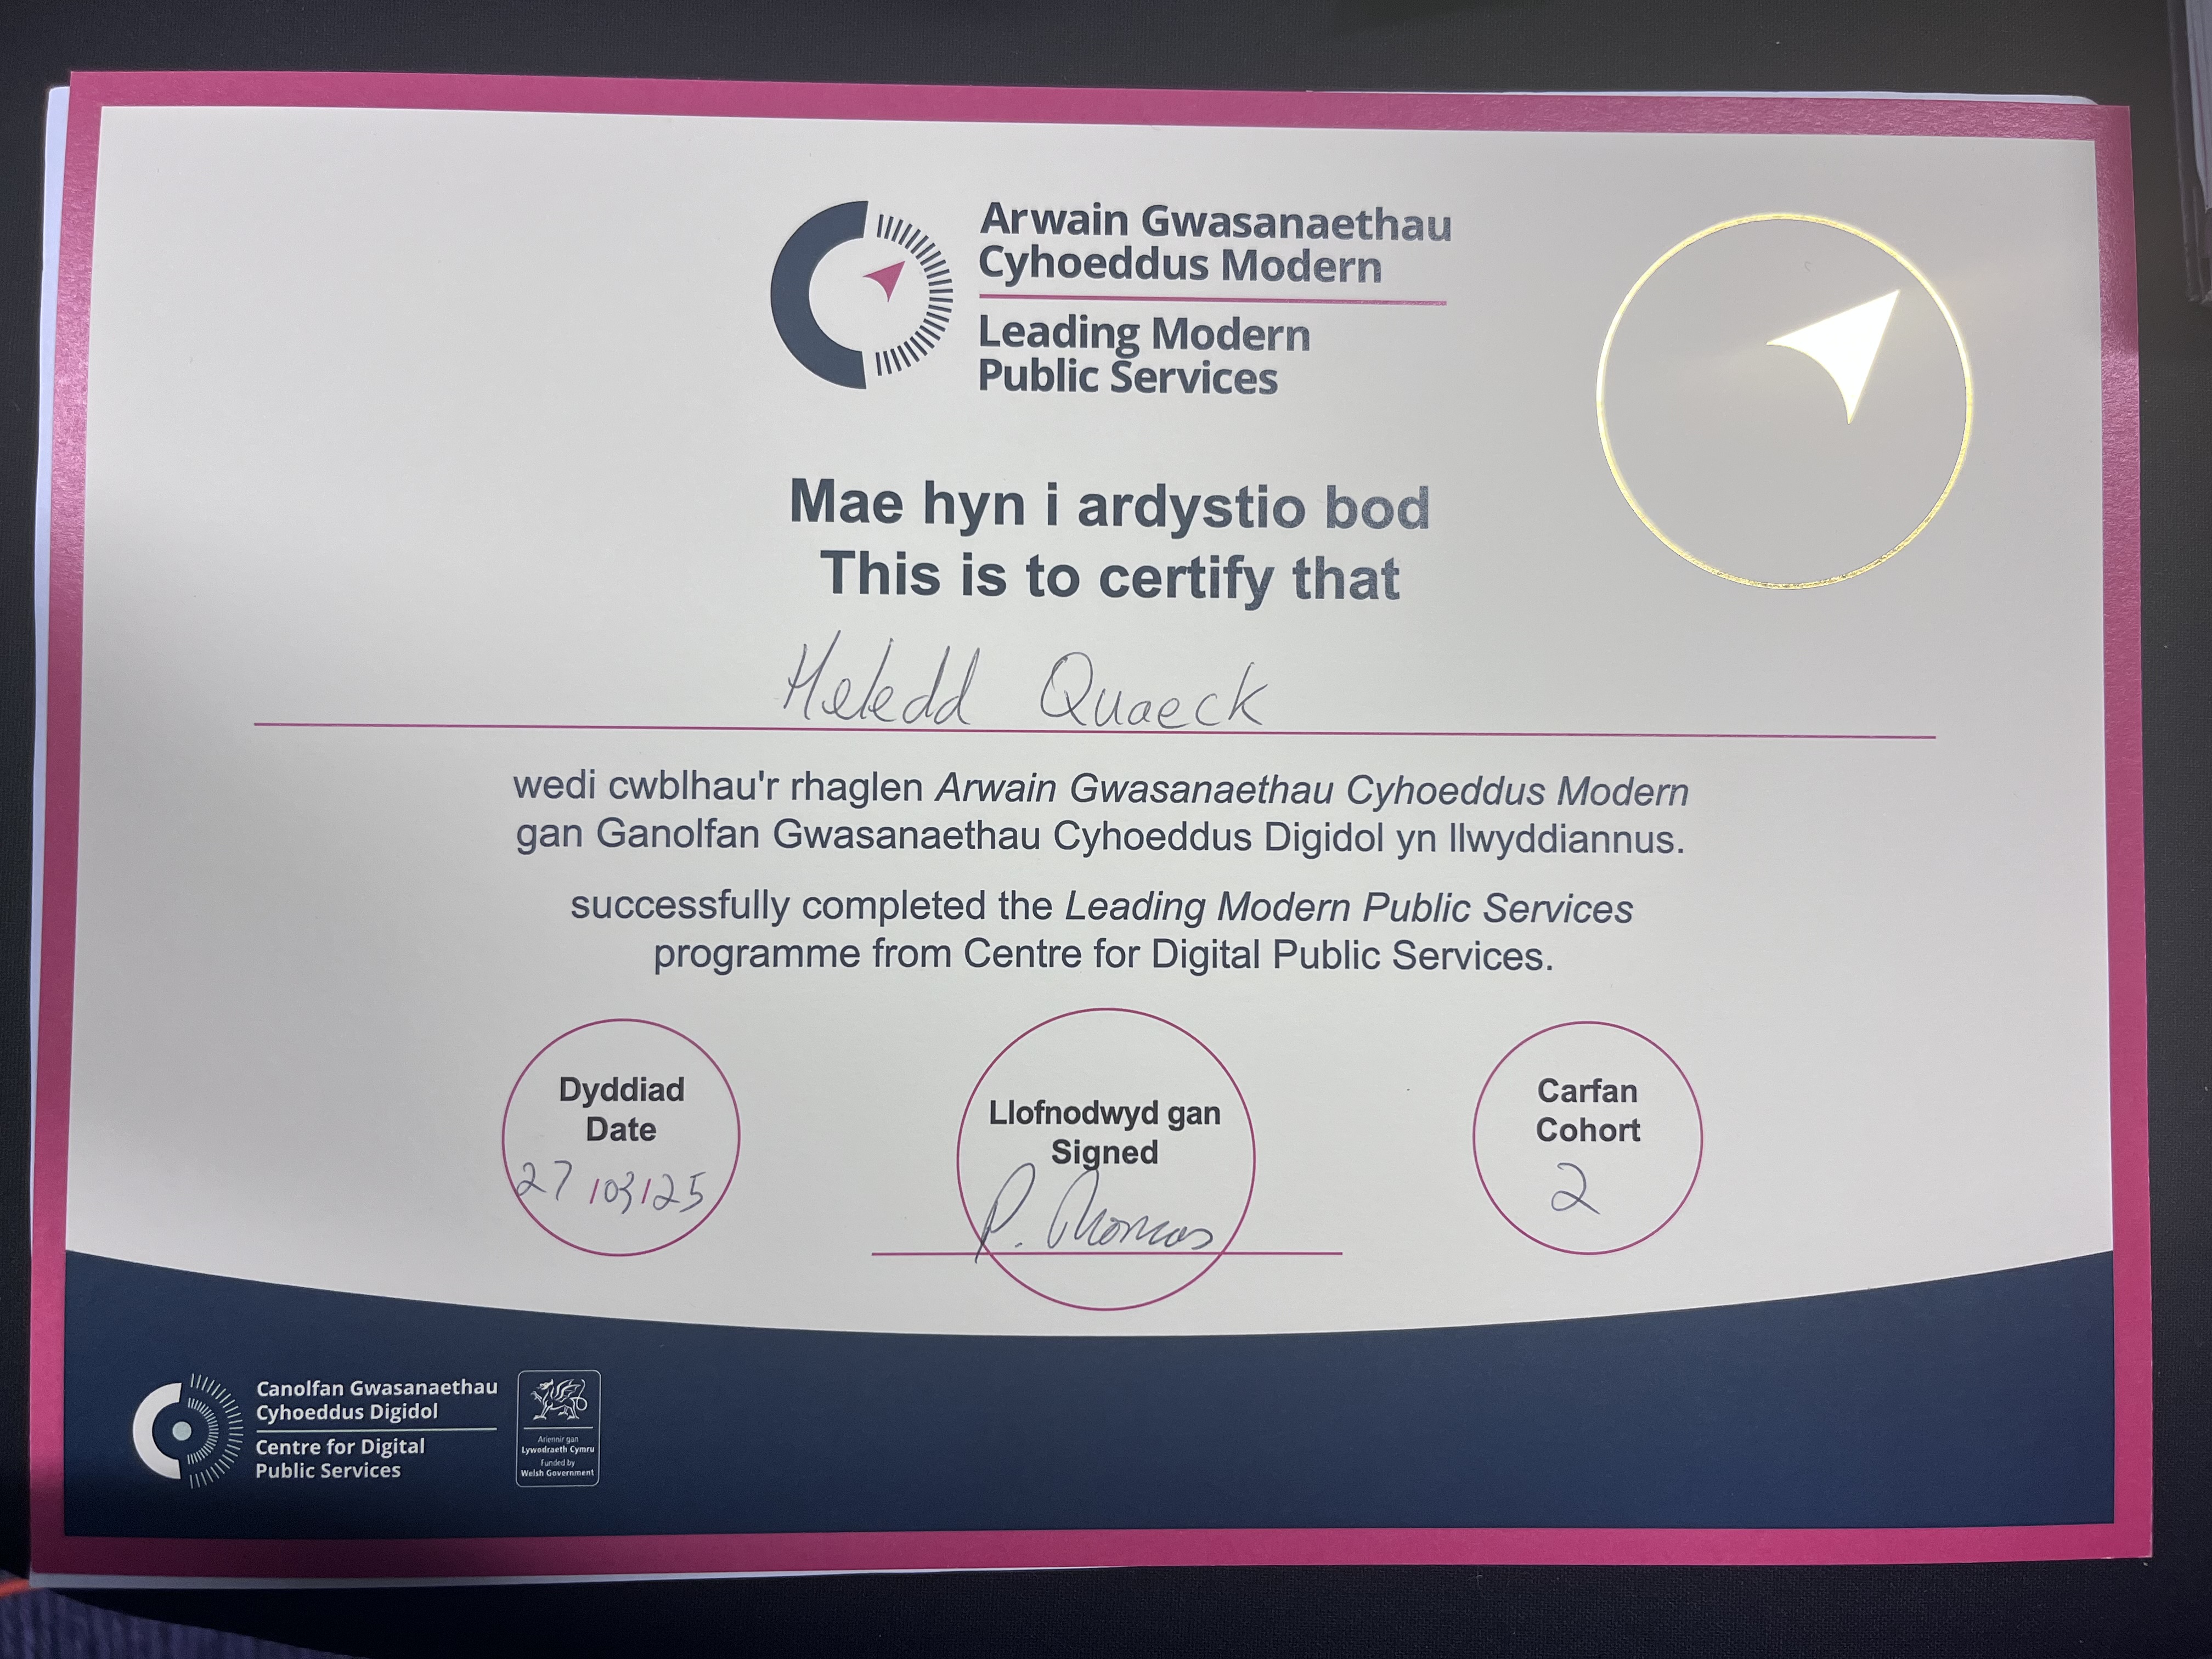 Arwain Gwasanaethau
Cyhoeddus Modern
Leading Modern
Public Services
Mae hyn i ardystio bod
This is to certify that
Heledd Quaeck
wedi cwblhau'r rhaglen Arwain Gwasanaethau Cyhoeddus Modern
gan Ganolfan Gwasanaethau Cyhoeddus Digidol yn llwyddiannus.
successfully completed the Leading Modern Public Services
programme from Centre for Digital Public Services.
Dyddiad
Date
27/03/25
Llofnodwyd gan
Signed
P. Thomas
Carfan
Cohort
2
Canolfan Gwasanaethau
Cyhoeddus Digidol
Centre for Digital
Public Services
Ariennir gan
Lywodraeth Cymru
Funded by
Welsh Government